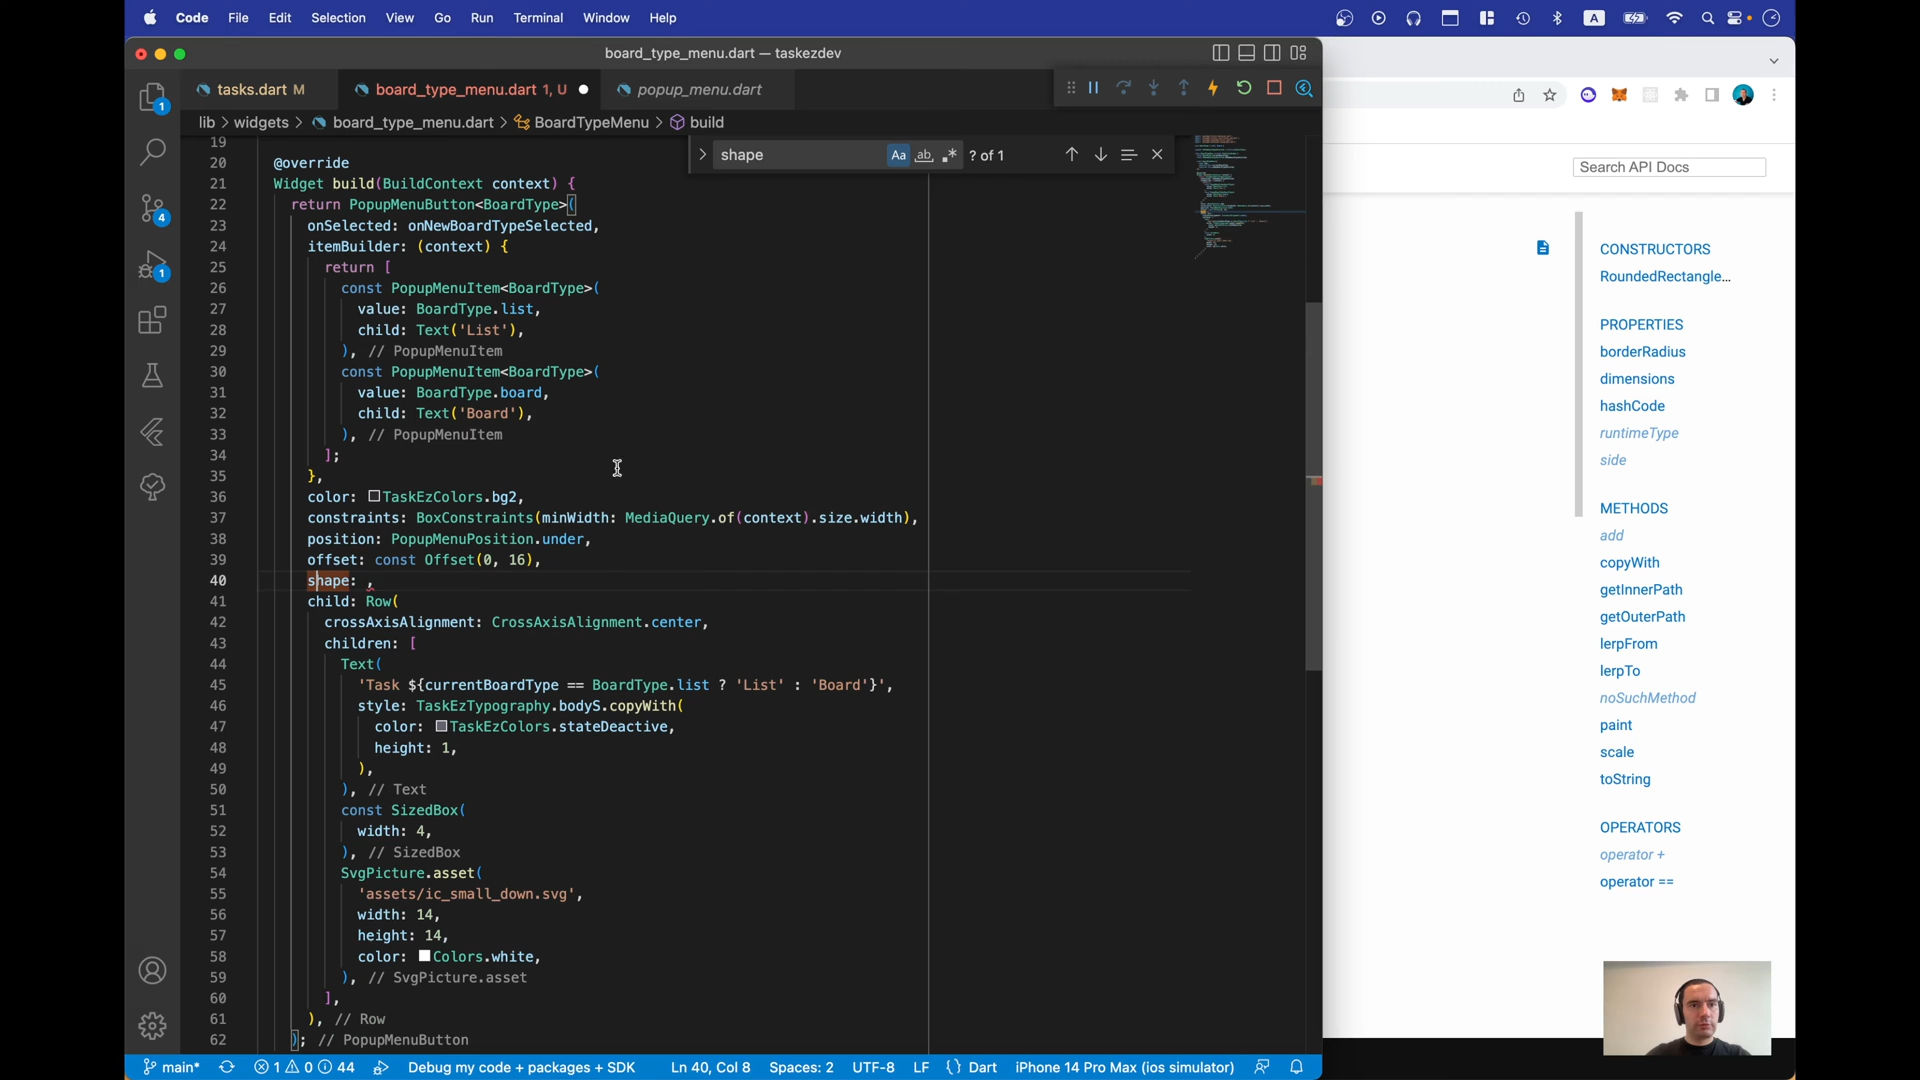 Code File Edit Selection View Go Run Terminal Window Help
A
board_type_menu.dart — taskezdev
tasks.dart M
board_type_menu.dart 1, U
popup_menu.dart
lib > widgets > board_type_menu.dart > BoardTypeMenu > build
shape
Aa
ab
? of 1
Search API Docs
1
4
1
19
20 @override
21 Widget build(BuildContext context) {
22 return PopupMenuButton<BoardType>(
23 onSelected: onNewBoardTypeSelected,
24 itemBuilder: (context) {
25 return [
26 const PopupMenuItem<BoardType>(
27 value: BoardType.list,
28 child: Text('List'),
29 ), // PopupMenuItem
30 const PopupMenuItem<BoardType>(
31 value: BoardType.board,
32 child: Text('Board'),
33 ), // PopupMenuItem
34 ];
35 },
36 color: TaskEzColors.bg2,
37 constraints: BoxConstraints(minWidth: MediaQuery.of(context).size.width),
38 position: PopupMenuPosition.under,
39 offset: const Offset(0, 16),
40 shape: ,
41 child: Row(
42 crossAxisAlignment: CrossAxisAlignment.center,
43 children: [
44 Text(
45 'Task ${currentBoardType == BoardType.list ? 'List' : 'Board'}',
46 style: TaskEzTypography.bodyS.copyWith(
47 color: TaskEzColors.stateDeactive,
48 height: 1,
49 ),
50 ), // Text
51 const SizedBox(
52 width: 4,
53 ), // SizedBox
54 SvgPicture.asset(
55 'assets/ic_small_down.svg',
56 width: 14,
57 height: 14,
58 color: Colors.white,
59 ), // SvgPicture.asset
60 ],
61 ), // Row
62 ); // PopupMenuButton
CONSTRUCTORS
RoundedRectangle...
PROPERTIES
borderRadius
dimensions
hashCode
runtimeType
side
METHODS
add
copyWith
getInnerPath
getOuterPath
lerpFrom
lerpTo
noSuchMethod
paint
scale
toString
OPERATORS
operator +
operator ==
main* 1 0 44 Debug my code + packages + SDK Ln 40, Col 8 Spaces: 2 UTF-8 LF {} Dart iPhone 14 Pro Max (ios simulator)